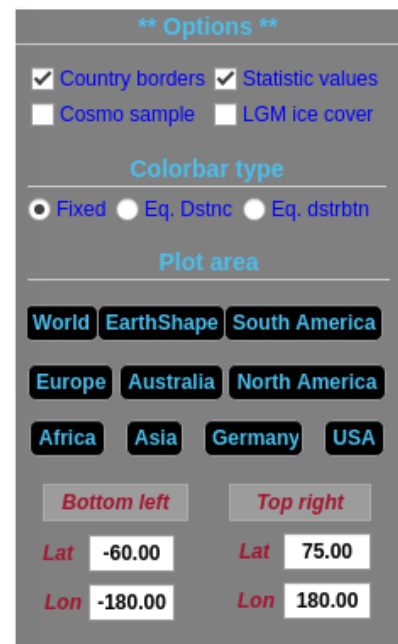 ** Options **
Country borders Statistic values
Cosmo sample LGM ice cover
Colorbar type
Fixed Eq. Dstnc Eq. dstrbtn
Plot area
World EarthShape South America
Europe Australia North America
Africa Asia Germany USA
Bottom left Top right
Lat -60.00 Lat 75.00
Lon -180.00 Lon 180.00